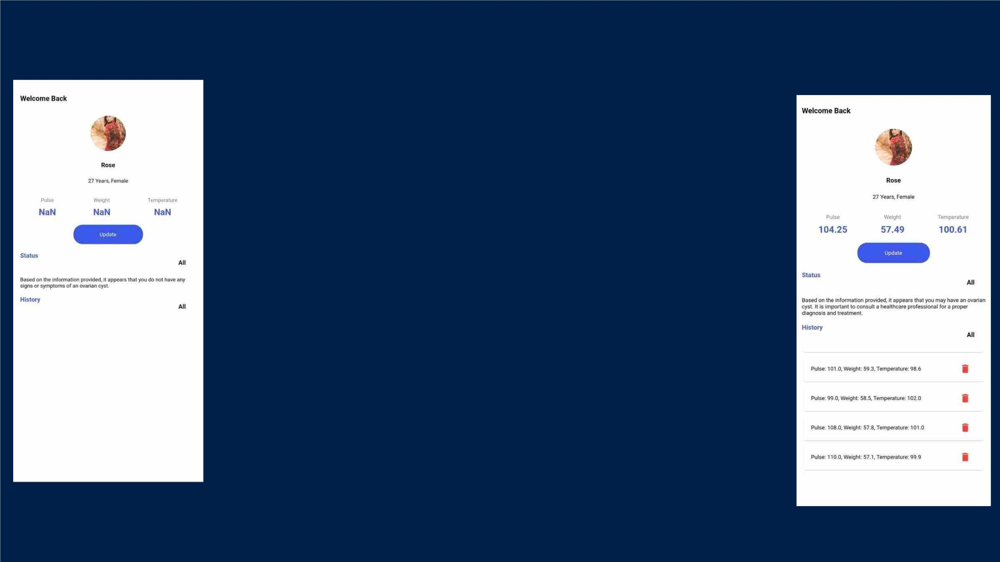 Welcome Back
Rose
27 Years, Female
Pulse Weight Temperature
NaN NaN NaN
Update
Status
All
Based on the information provided, it appears that you do not have any
signs or symptoms of an ovarian cyst.
History
All
Welcome Back
Rose
27 Years, Female
Pulse Weight Temperature
104.25 57.49 100.61
Update
Status
All
Based on the information provided, it appears that you may have an ovarian
cyst. It is important to consult a healthcare professional for a proper
diagnosis and treatment.
History
All
Pulse: 101.0, Weight: 59.3, Temperature: 98.6
Pulse: 99.0, Weight: 58.5, Temperature: 102.0
Pulse: 108.0, Weight: 57.8, Temperature: 101.0
Pulse: 110.0, Weight: 57.1, Temperature: 99.9